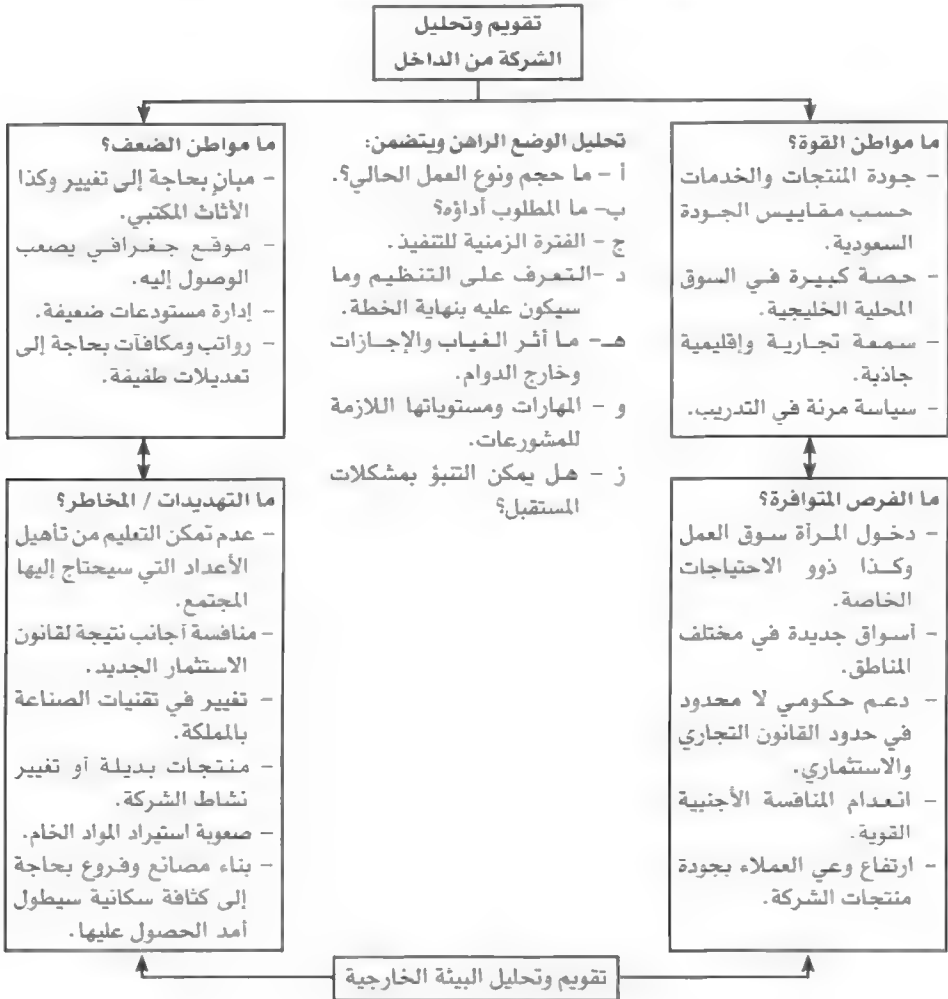 تقويم وتحليل
الشركة من الداخل
ما مواطن القوة؟
- جودة المنتجات والخدمات
حسب مقاييس الجودة
السعودية.
- حصة كبيرة في السوق
المحلية الخليجية.
- سمعة تجارية وإقليمية
جاذبة.
- سياسة مرنة في التدريب.
تحليل الوضع الراهن ويتضمن:
أ - ما حجم ونوع العمل الحالي؟.
ب- ما المطلوب أداؤه؟
ج - الفترة الزمنية للتنفيذ.
د -التعرف على التنظيم وما
سيكون عليه بنهاية الخطة.
هـ- ما أثر الغياب والإجازات
وخارج الدوام.
و - المهارات ومستوياتها اللازمة
للمشورعات.
ز - هل يمكن التنبؤ بمشكلات
المستقبل؟
ما مواطن الضعف؟
- مبانٍ بحاجة إلى تغيير وكذا
الأثاث المكتبي.
- موقع جغرافي يصعب
الوصول إليه.
- إدارة مستودعات ضعيفة.
- رواتب ومكافآت بحاجة إلى
تعديلات طفيفة.
ما الفرص المتوافرة؟
- دخول المرأة سوق العمل
وكذا ذوو الاحتياجات
الخاصة.
- أسواق جديدة في مختلف
المناطق.
- دعم حكومي لا محدود
في حدود القانون التجاري
والاستثماري.
- انعدام المنافسة الأجنبية
القوية.
- ارتفاع وعي العملاء بجودة
منتجات الشركة.
ما التهديدات / المخاطر؟
- عدم تمكن التعليم من تأهيل
الأعداد التي سيحتاج إليها
المجتمع.
- منافسة أجانب نتيجة لقانون
الاستثمار الجديد.
- تغيير في تقنيات الصناعة
بالمملكة.
- منتجات بديلة أو تغيير
نشاط الشركة.
- صعوبة استيراد المواد الخام.
- بناء مصانع وفروع بحاجة
إلى كثافة سكانية سيطول
أمد الحصول عليها.
تقويم وتحليل البيئة الخارجية